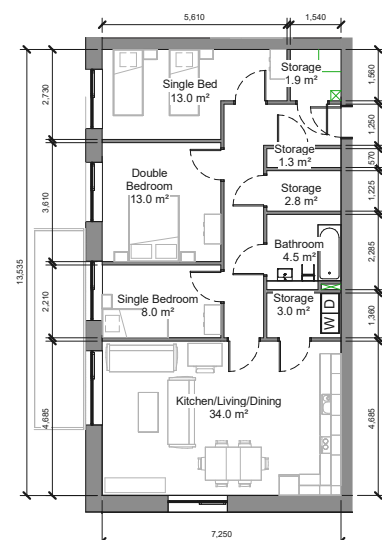 5,610
1,540
Single Bed
13.0 m²
Storage
1.9 m²
2,730
1,560
1,250
Storage
1.3 m²
570
Double
Bedroom
13.0 m²
Storage
2.8 m²
1,225
3,610
13,535
Bathroom
4.5 m²
2,285
Single Bedroom
8.0 m²
2,210
Storage
3.0 m²
W D
1,360
Kitchen/Living/Dining
34.0 m²
4,685
4,685
7,250